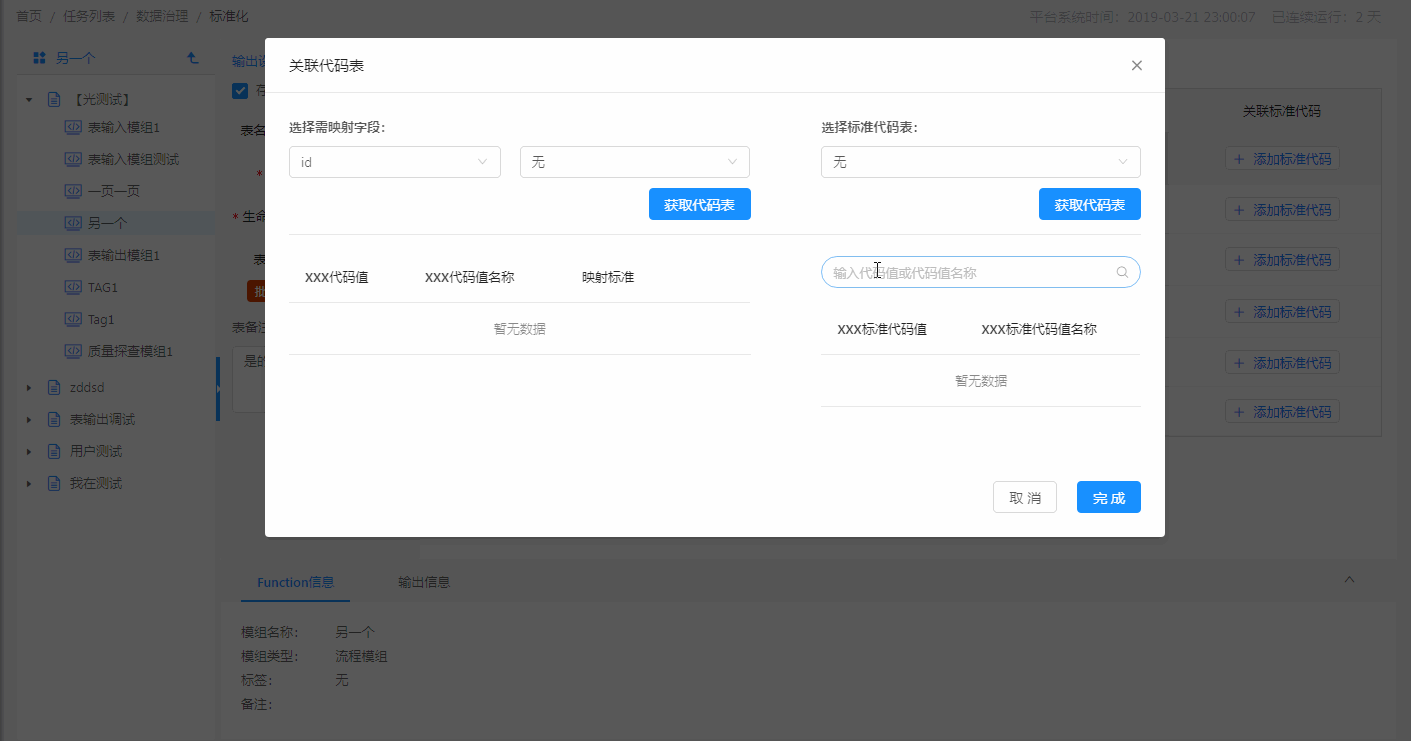 首页 / 任务列表 / 数据治理 / 标准化
平台系统时间：2019-03-21 23:00:07 已连续运行：2 天
另一个
【光测试】
表输入模组1
表输入模组测试
一页一页
另一个
表输出模组1
TAG1
Tag1
质量探查模组1
zddsd
表输出调试
用户测试
我在测试
表名
* 
* 生命
表
批
表备注
是的
关联代码表
选择需映射字段：
选择标准代码表：
id
无
无
获取代码表
获取代码表
XXX代码值 XXX代码值名称 映射标准
暂无数据
输入代码值或代码值名称
XXX标准代码值 XXX标准代码值名称
暂无数据
取 消
完 成
关联标准代码
+ 添加标准代码
+ 添加标准代码
+ 添加标准代码
+ 添加标准代码
+ 添加标准代码
+ 添加标准代码
Function信息
输出信息
模组名称： 另一个
模组类型： 流程模组
标签： 无
备注：